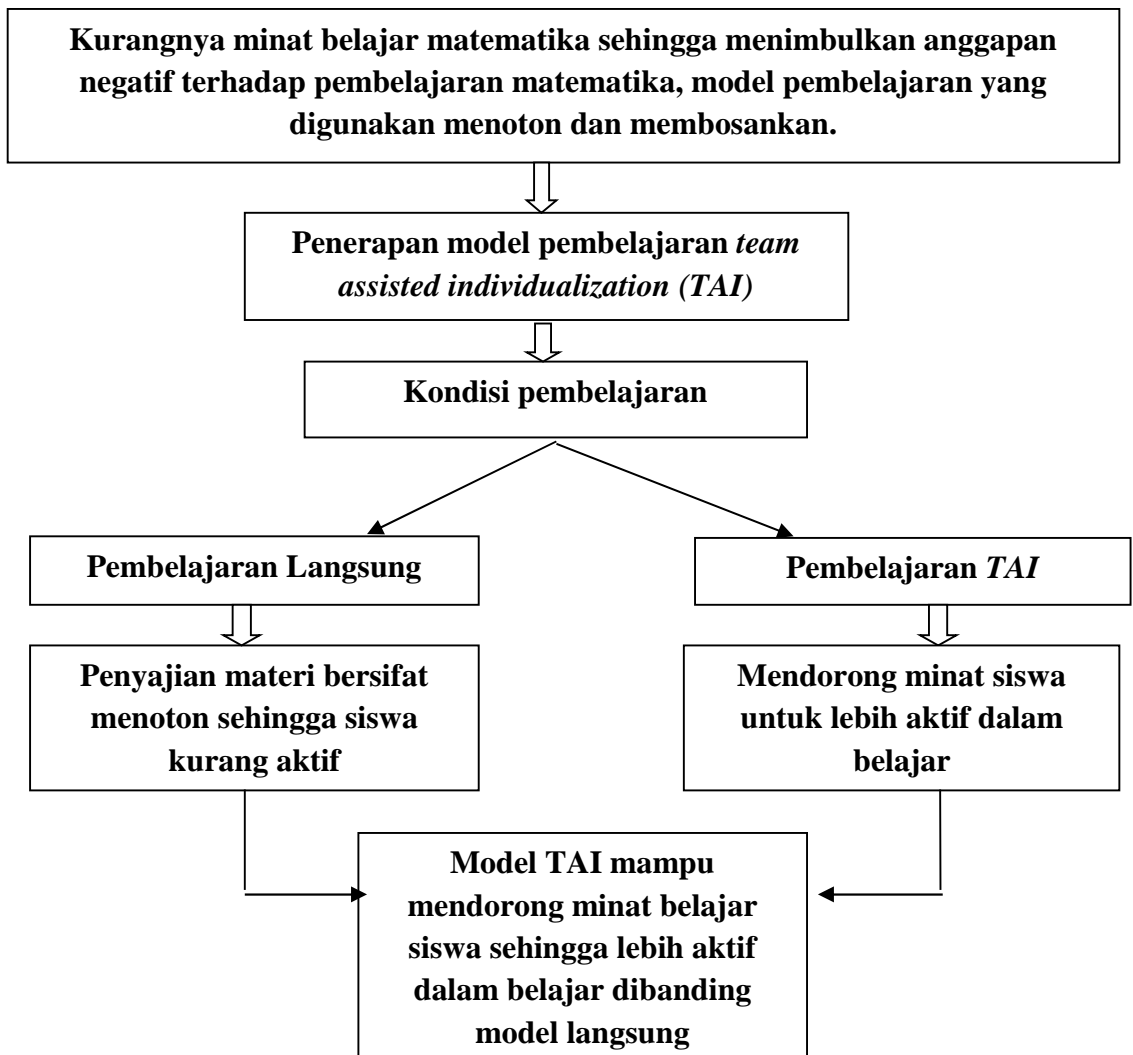 Kurangnya minat belajar matematika sehingga menimbulkan anggapan
negatif terhadap pembelajaran matematika, model pembelajaran yang
digunakan menoton dan membosankan.
Penerapan model pembelajaran team
assisted individualization (TAI)
Kondisi pembelajaran
Pembelajaran Langsung
Pembelajaran TAI
Penyajian materi bersifat
menoton sehingga siswa
kurang aktif
Mendorong minat siswa
untuk lebih aktif dalam
belajar
Model TAI mampu
mendorong minat belajar
siswa sehingga lebih aktif
dalam belajar dibanding
model langsung